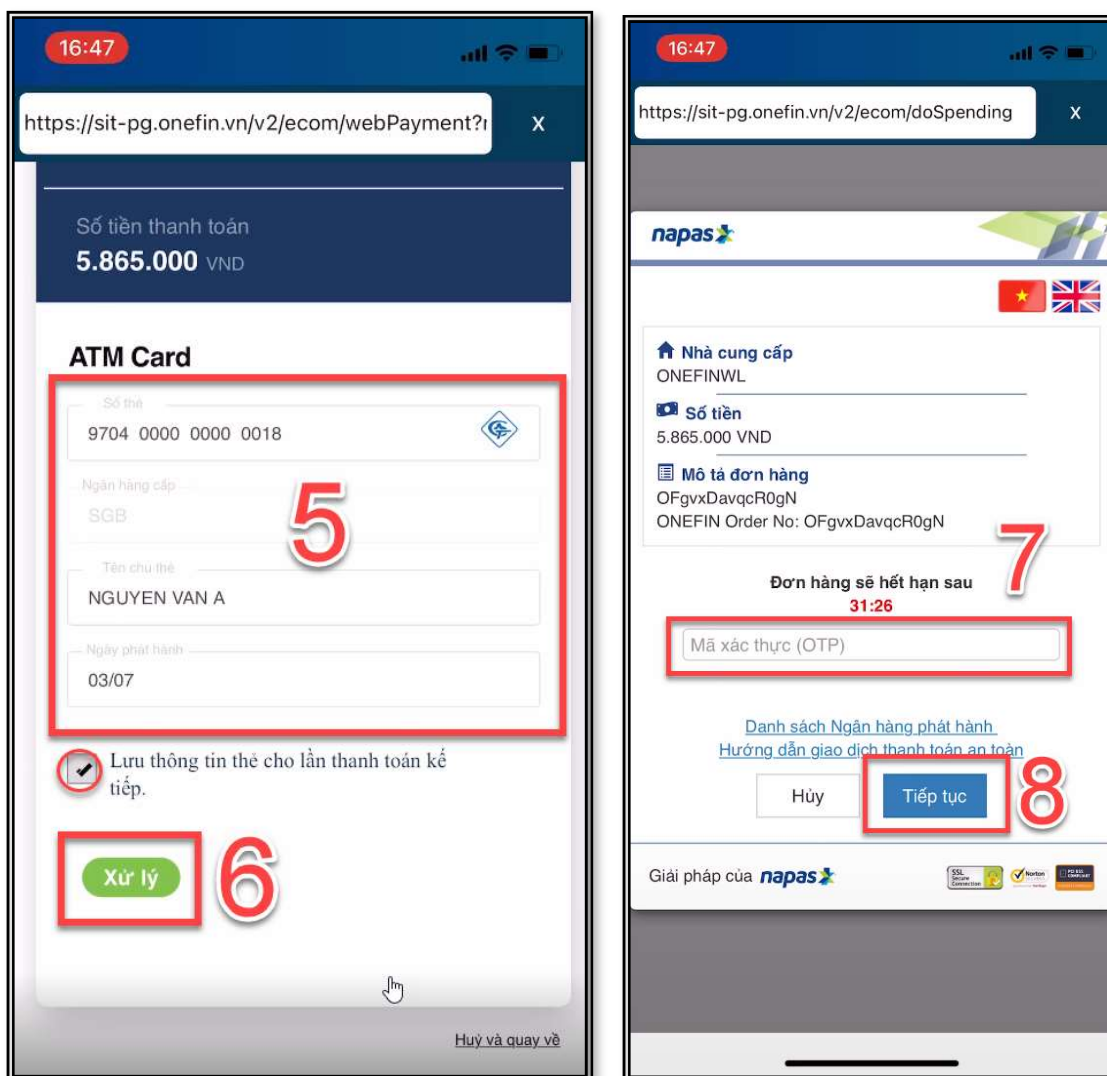 16:47
https://sit-pg.onefin.vn/v2/ecom/webPayment?r
X
Số tiền thanh toán
5.865.000 VND
ATM Card
Số thẻ
9704 0000 0000 0018
Ngân hàng cấp
SGB
5
Tên chủ thẻ
NGUYEN VAN A
Ngày phát hành
03/07
Lưu thông tin thẻ cho lần thanh toán kế
tiếp.
Xử lý
6
Huỷ và quay về
16:47
https://sit-pg.onefin.vn/v2/ecom/doSpending
X
napas
Nhà cung cấp
ONEFINWL
Số tiền
5.865.000 VND
Mô tả đơn hàng
OFgvxDavqcR0gN
ONEFIN Order No: OFgvxDavqcR0gN
7
Đơn hàng sẽ hết hạn sau
31:26
Mã xác thực (OTP)
Danh sách Ngân hàng phát hành
Hướng dẫn giao dịch thanh toán an toàn
Hủy
Tiếp tục
8
Giải pháp của napas
SSL
Secure
Connection
Norton